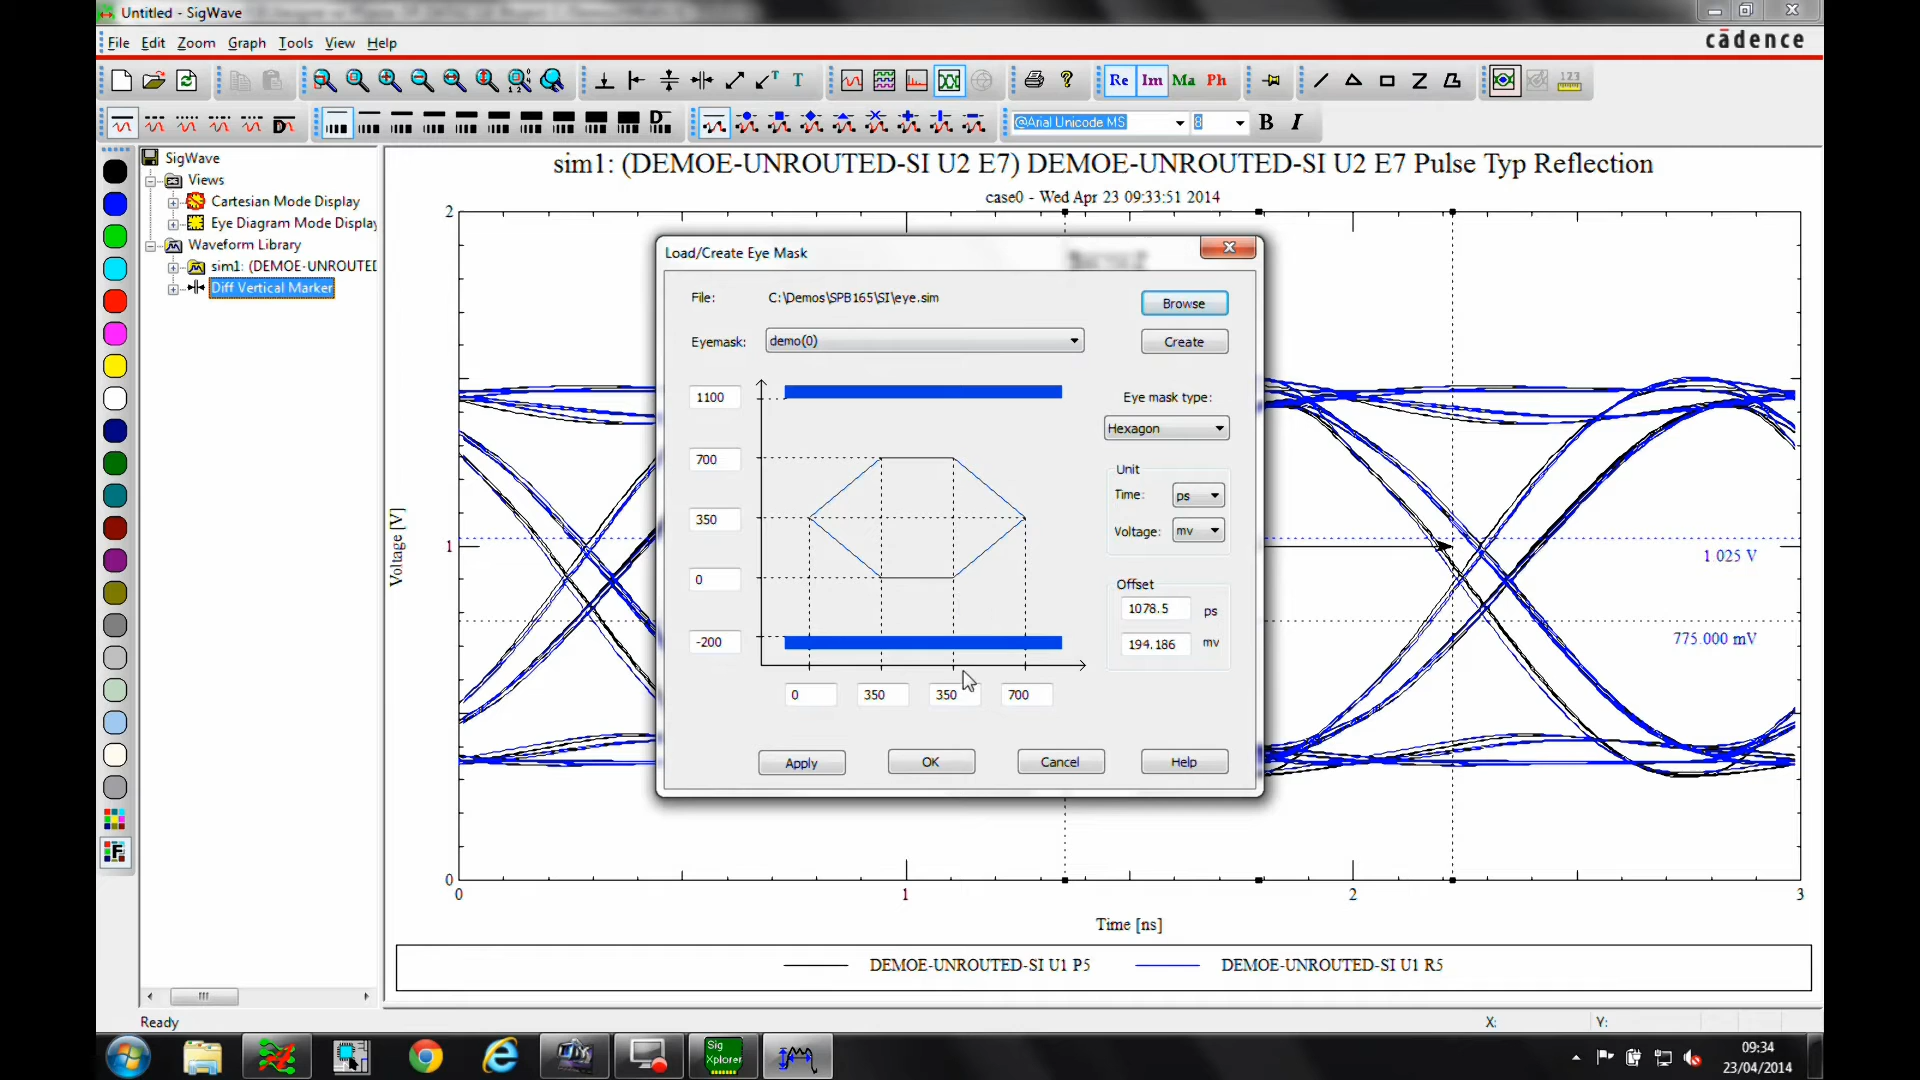 Untitled - SigWave
File Edit Zoom Graph Tools View Help
cādence
T
Re Im Ma Ph
123
D
D
@Arial Unicode MS
8
B I
SigWave
Views
Cartesian Mode Display
Eye Diagram Mode Display
Waveform Library
sim1: (DEMOE-UNROUTED
Diff Vertical Marker
sim1: (DEMOE-UNROUTED-SI U2 E7) DEMOE-UNROUTED-SI U2 E7 Pulse Typ Reflection
case0 - Wed Apr 23 09:33:51 2014
2
1
0
Voltage [V]
0 1 2 3
Time [ns]
1 025 V
775.000 mV
DEMOE-UNROUTED-SI U1 P5 DEMOE-UNROUTED-SI U1 R5
Load/Create Eye Mask
File: C:\Demos\SPB165\SI\eye.sim
Browse
Eyemask: demo(0)
Create
1100
700
350
0
-200
0 350 350 700
Eye mask type:
Hexagon
Unit
Time: ps
Voltage: mv
Offset
1078.5 ps
194.186 mv
Apply OK Cancel Help
F
Ready
X: Y:
Sig
Xplorer
09:34
23/04/2014